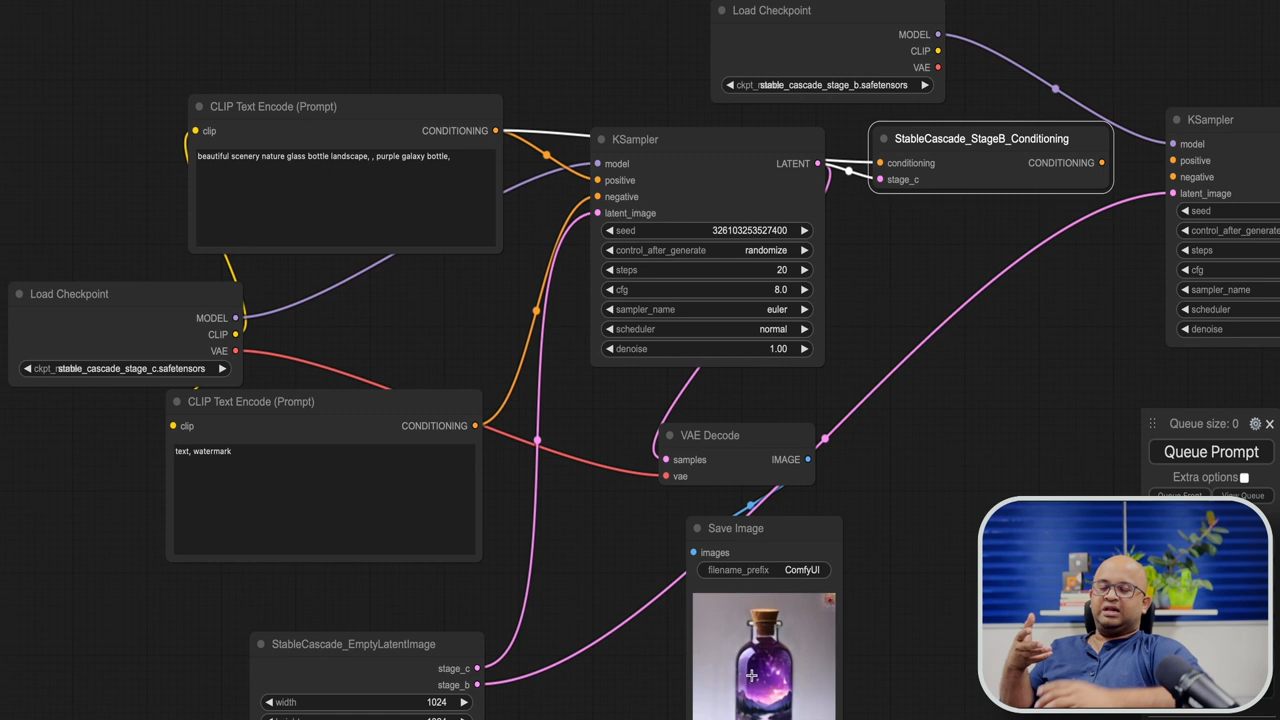 Load Checkpoint
MODEL
CLIP
VAE
stable_cascade_stage_b.safetensors
CLIP Text Encode (Prompt)
clip
CONDITIONING
beautiful scenery nature glass bottle landscape, , purple galaxy bottle,
KSampler
LATENT
model
positive
negative
latent_image
seed
326103253527400
control_after_generate
randomize
steps
20
cfg
8.0
sampler_name
euler
scheduler
normal
denoise
1.00
StableCascade_StageB_Conditioning
conditioning
CONDITIONING
stage_c
KSampler
model
positive
negative
latent_image
seed
control_after_generate
steps
cfg
sampler_name
scheduler
denoise
Load Checkpoint
MODEL
CLIP
VAE
stable_cascade_stage_c.safetensors
CLIP Text Encode (Prompt)
clip
CONDITIONING
text, watermark
VAE Decode
samples
IMAGE
vae
Save Image
images
filename_prefix
ComfyUI
StableCascade_EmptyLatentImage
stage_c
stage_b
width
1024
Queue size: 0
Queue Prompt
Extra options